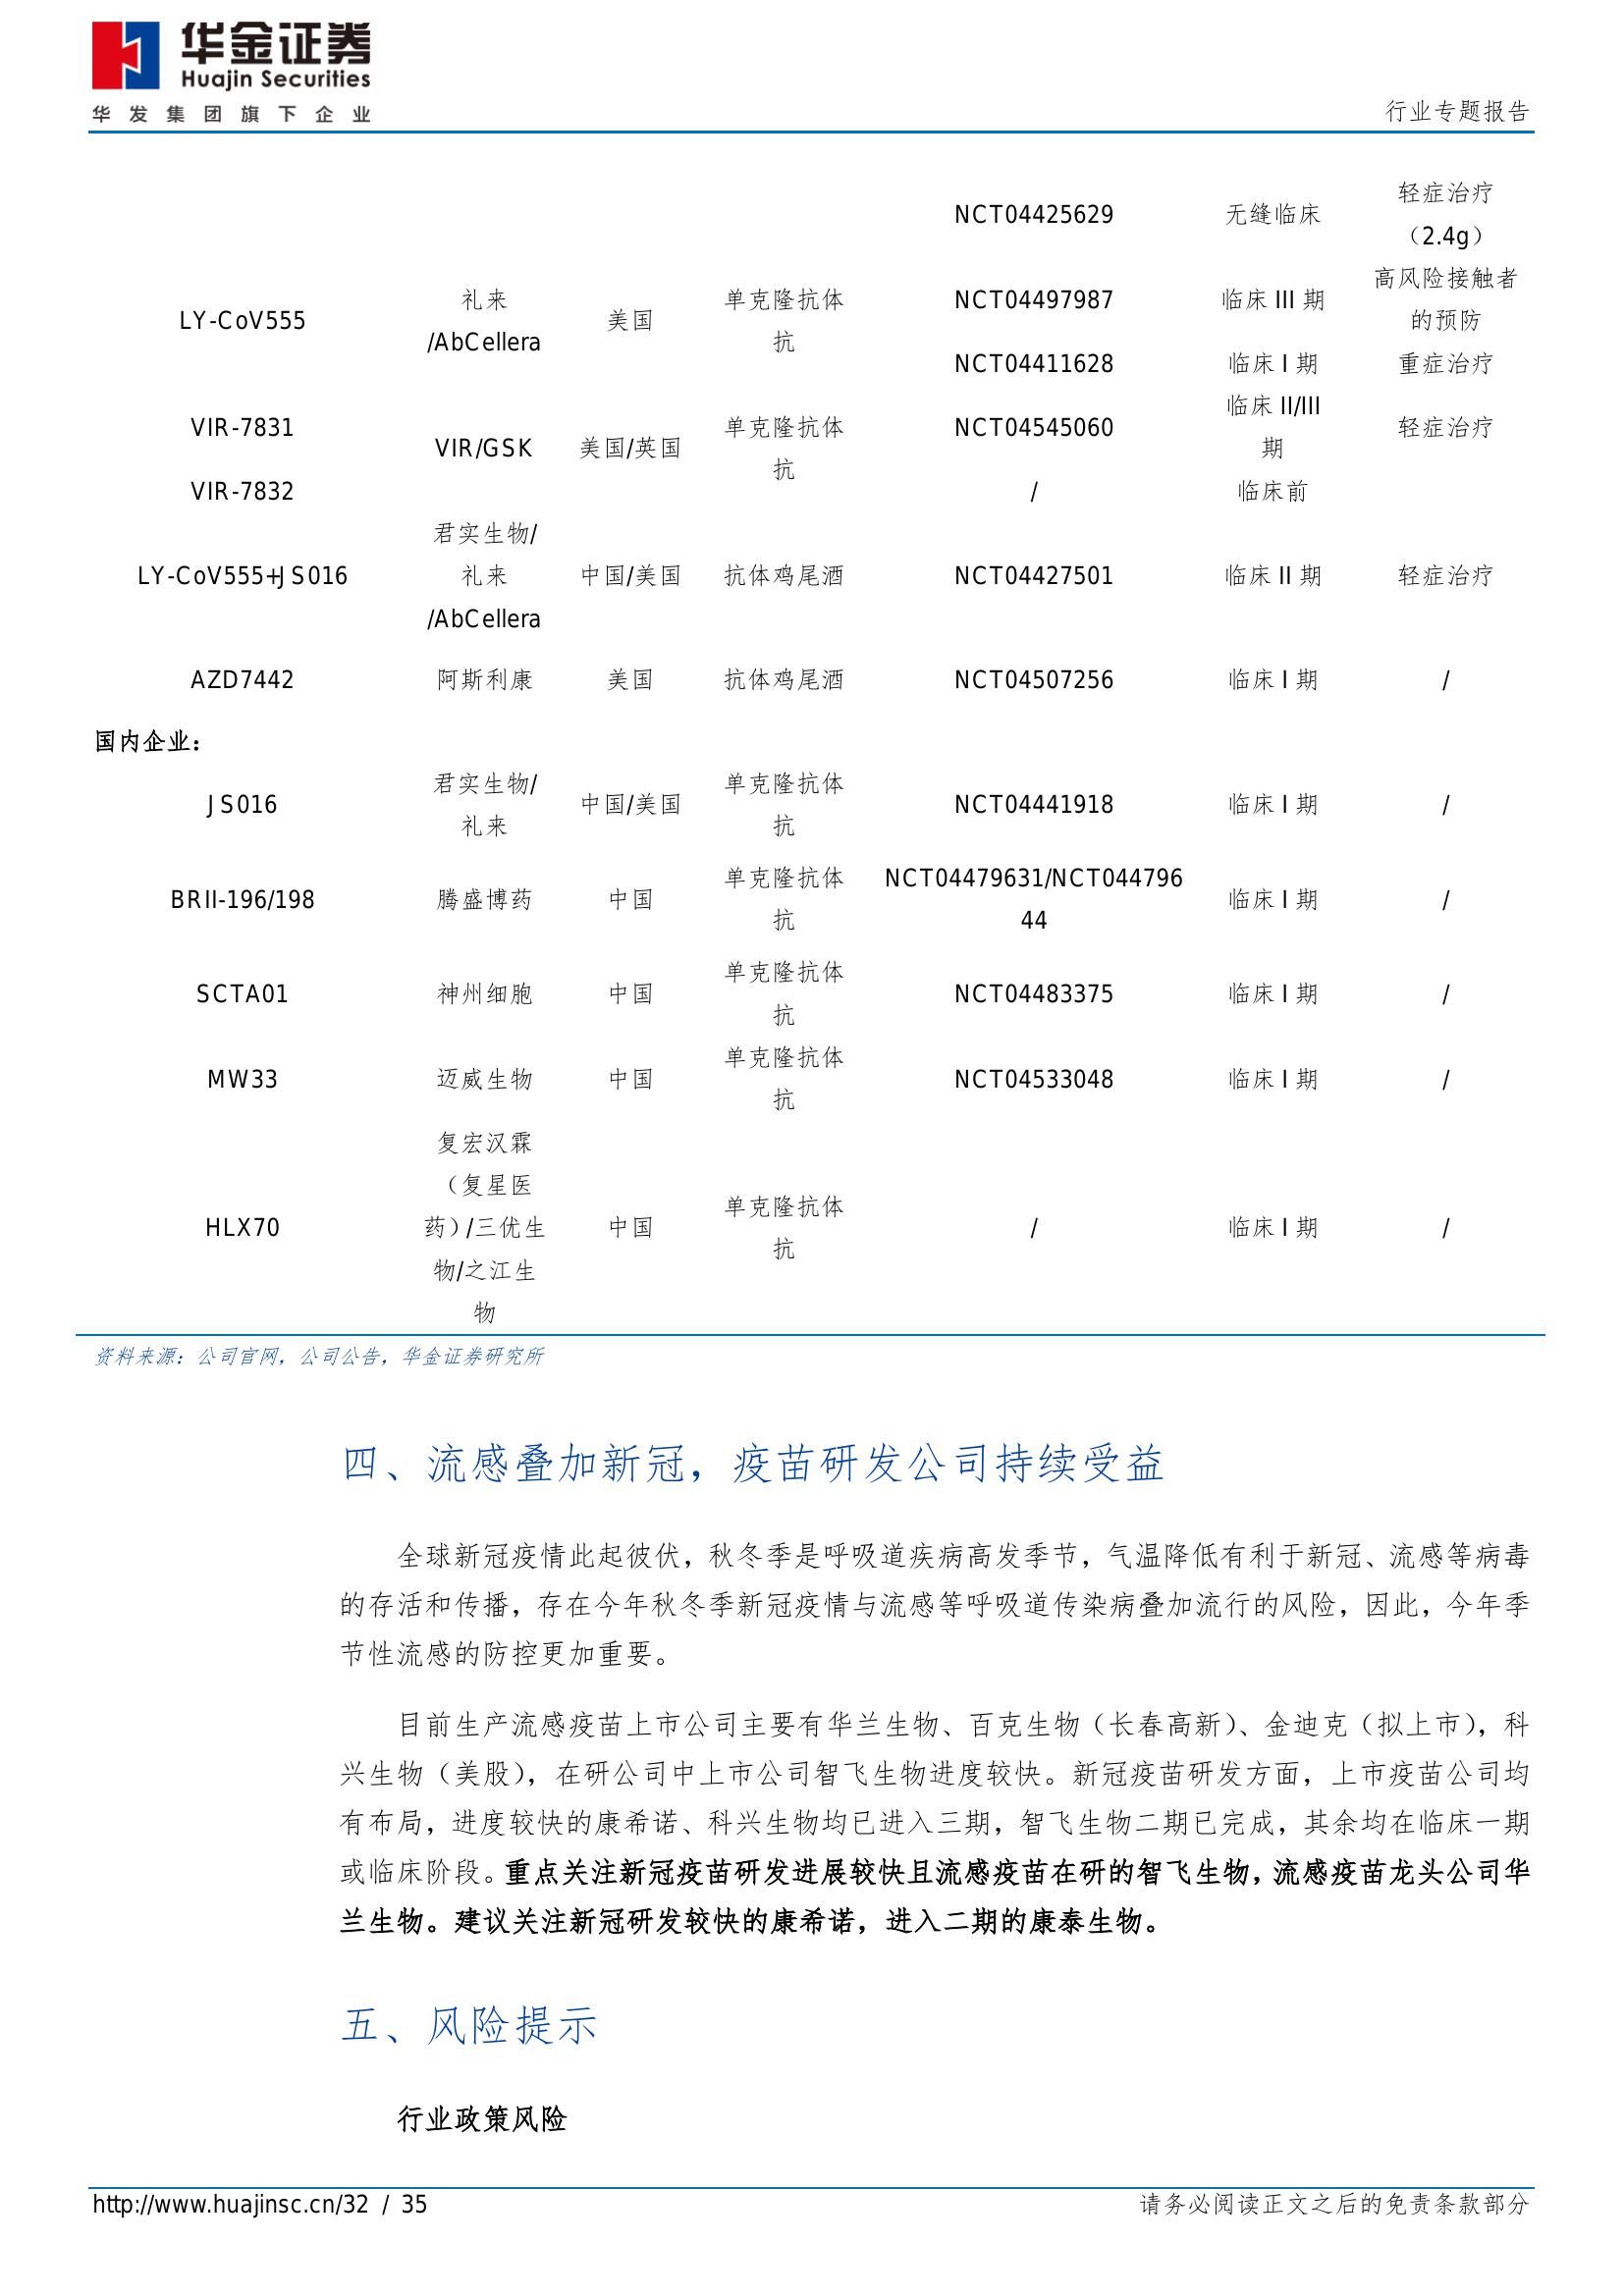 华金证券
Huajin Securities
华发集团旗下企业
行业专题报告
NCT04425629 无缝临床 轻症治疗
（2.4g）
LY-CoV555 礼来
/AbCellera 美国 单克隆抗体
抗 NCT04497987 临床 III 期 高风险接触者
的预防
NCT04411628 临床 I 期 重症治疗
VIR-7831 VIR/GSK 美国/英国 单克隆抗体
抗 NCT04545060 临床 II/III
期 轻症治疗
VIR-7832 / 临床前
LY-CoV555+JS016 君实生物/
礼来
/AbCellera 中国/美国 抗体鸡尾酒 NCT04427501 临床 II 期 轻症治疗
AZD7442 阿斯利康 美国 抗体鸡尾酒 NCT04507256 临床 I 期 /
国内企业：
JS016 君实生物/
礼来 中国/美国 单克隆抗体
抗 NCT04441918 临床 I 期 /
BRII-196/198 腾盛博药 中国 单克隆抗体
抗 NCT04479631/NCT044796
44 临床 I 期 /
SCTA01 神州细胞 中国 单克隆抗体
抗 NCT04483375 临床 I 期 /
MW33 迈威生物 中国 单克隆抗体
抗 NCT04533048 临床 I 期 /
HLX70 复宏汉霖
（复星医
药）/三优生
物/之江生
物 中国 单克隆抗体
抗 / 临床 I 期 /
资料来源：公司官网，公司公告，华金证券研究所
四、流感叠加新冠，疫苗研发公司持续受益
全球新冠疫情此起彼伏，秋冬季是呼吸道疾病高发季节，气温降低有利于新冠、流感等病毒
的存活和传播，存在今年秋冬季新冠疫情与流感等呼吸道传染病叠加流行的风险，因此，今年季
节性流感的防控更加重要。
目前生产流感疫苗上市公司主要有华兰生物、百克生物（长春高新）、金迪克（拟上市），科
兴生物（美股），在研公司中上市公司智飞生物进度较快。新冠疫苗研发方面，上市疫苗公司均
有布局，进度较快的康希诺、科兴生物均已进入三期，智飞生物二期已完成，其余均在临床一期
或临床阶段。重点关注新冠疫苗研发进展较快且流感疫苗在研的智飞生物，流感疫苗龙头公司华
兰生物。建议关注新冠研发较快的康希诺，进入二期的康泰生物。
五、风险提示
行业政策风险
http://www.huajinsc.cn/32 / 35
请务必阅读正文之后的免责条款部分